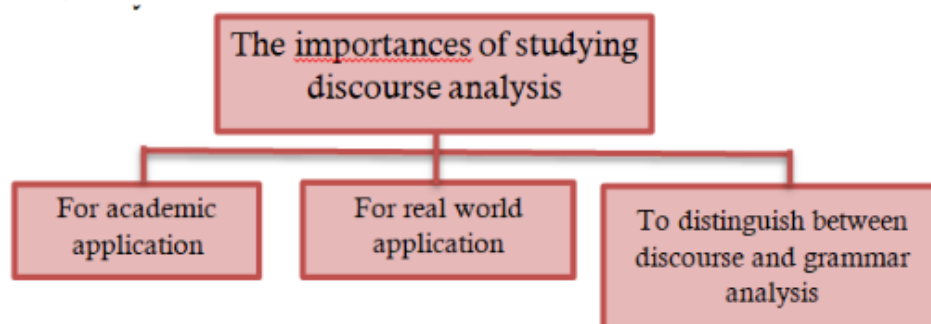 The importances of studying
discourse analysis
For academic
application
For real world
application
To distinguish between
discourse and grammar
analysis